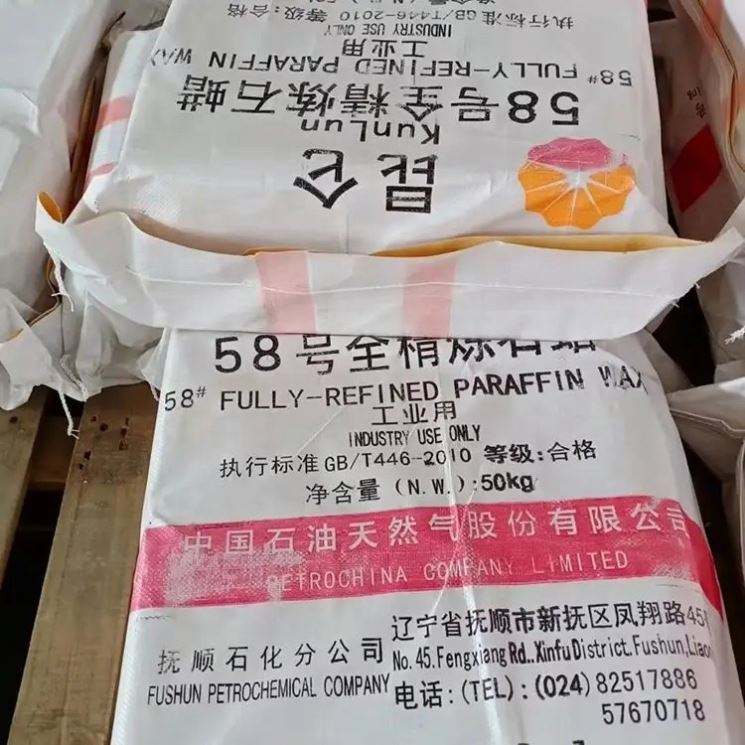 净含量(N.W.):50kg
执行标准GB/T446-2010 等级:合格
INDUSTRY USE ONLY
工业用
58# FULLY-REFINED PARAFFIN WAX
58号全精炼石蜡
KunLun
昆仑
58号全精炼石蜡
58# FULLY-REFINED PARAFFIN WAX
工业用
INDUSTRY USE ONLY
执行标准GB/T446-2010 等级:合格
净含量(N.W.):50kg
中国石油天然气股份有限公司
PETROCHINA COMPANY LIMITED
抚顺石化分公司
FUSHUN PETROCHEMICAL COMPANY
辽宁省抚顺市新抚区凤翔路45
No.45.Fengxiang Rd..Xinfu District.Fushun,Liaon
电话:(TEL):(024) 82517886
57670718